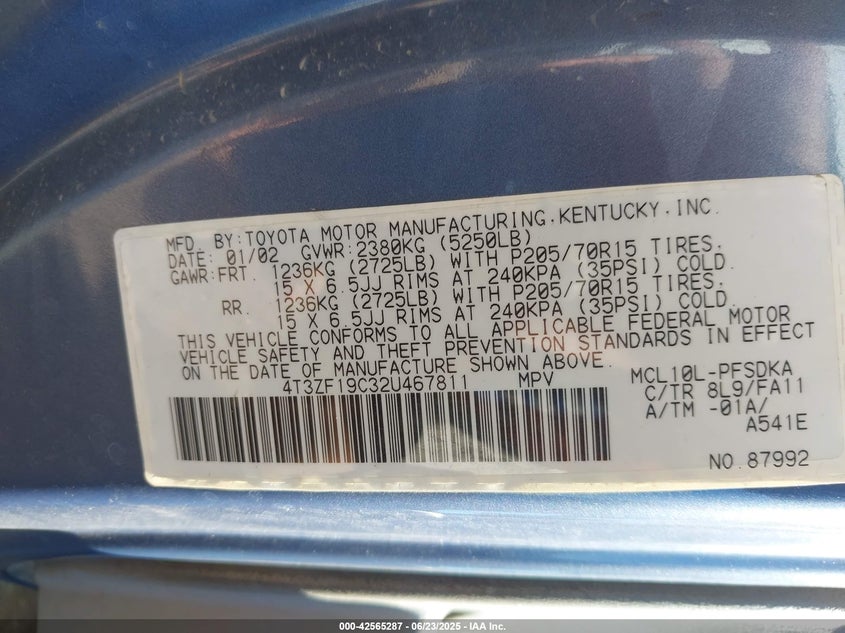 MFD. BY:TOYOTA MOTOR MANUFACTURING,KENTUCKY,INC.
DATE: 01/02 GVWR:2380KG (5250LB)
GAWR:FRT. 1236KG (2725LB) WITH P205/70R15 TIRES,
15 X 6.5JJ RIMS AT 240KPA (35PSI) COLD.
RR. 1236KG (2725LB) WITH P205/70R15 TIRES,
15 X 6.5JJ RIMS AT 240KPA (35PSI) COLD.
THIS VEHICLE CONFORMS TO ALL APPLICABLE FEDERAL MOTOR
VEHICLE SAFETY AND THEFT PREVENTION STANDARDS IN EFFECT
ON THE DATE OF MANUFACTURE SHOWN ABOVE.
4T3ZF19C32U467811 MPV
MCL10L-PFSDKA
C/TR 8L9/FA11
A/TM -01A/
A541E
NO.87992
000-42565287 - 06/23/2025 - IAA Inc.